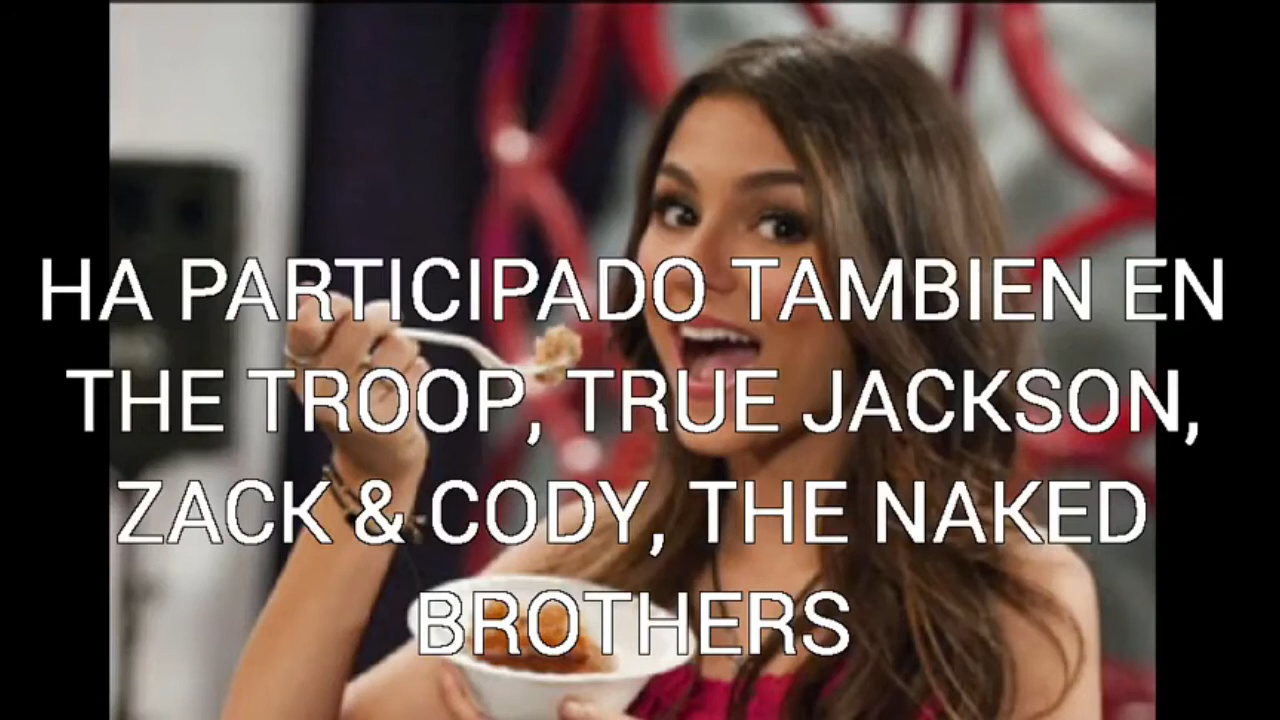 HA PARTICIPADO TAMBIEN EN
THE TROOP, TRUE JACKSON,
ZACK & CODY, THE NAKED
BROTHERS